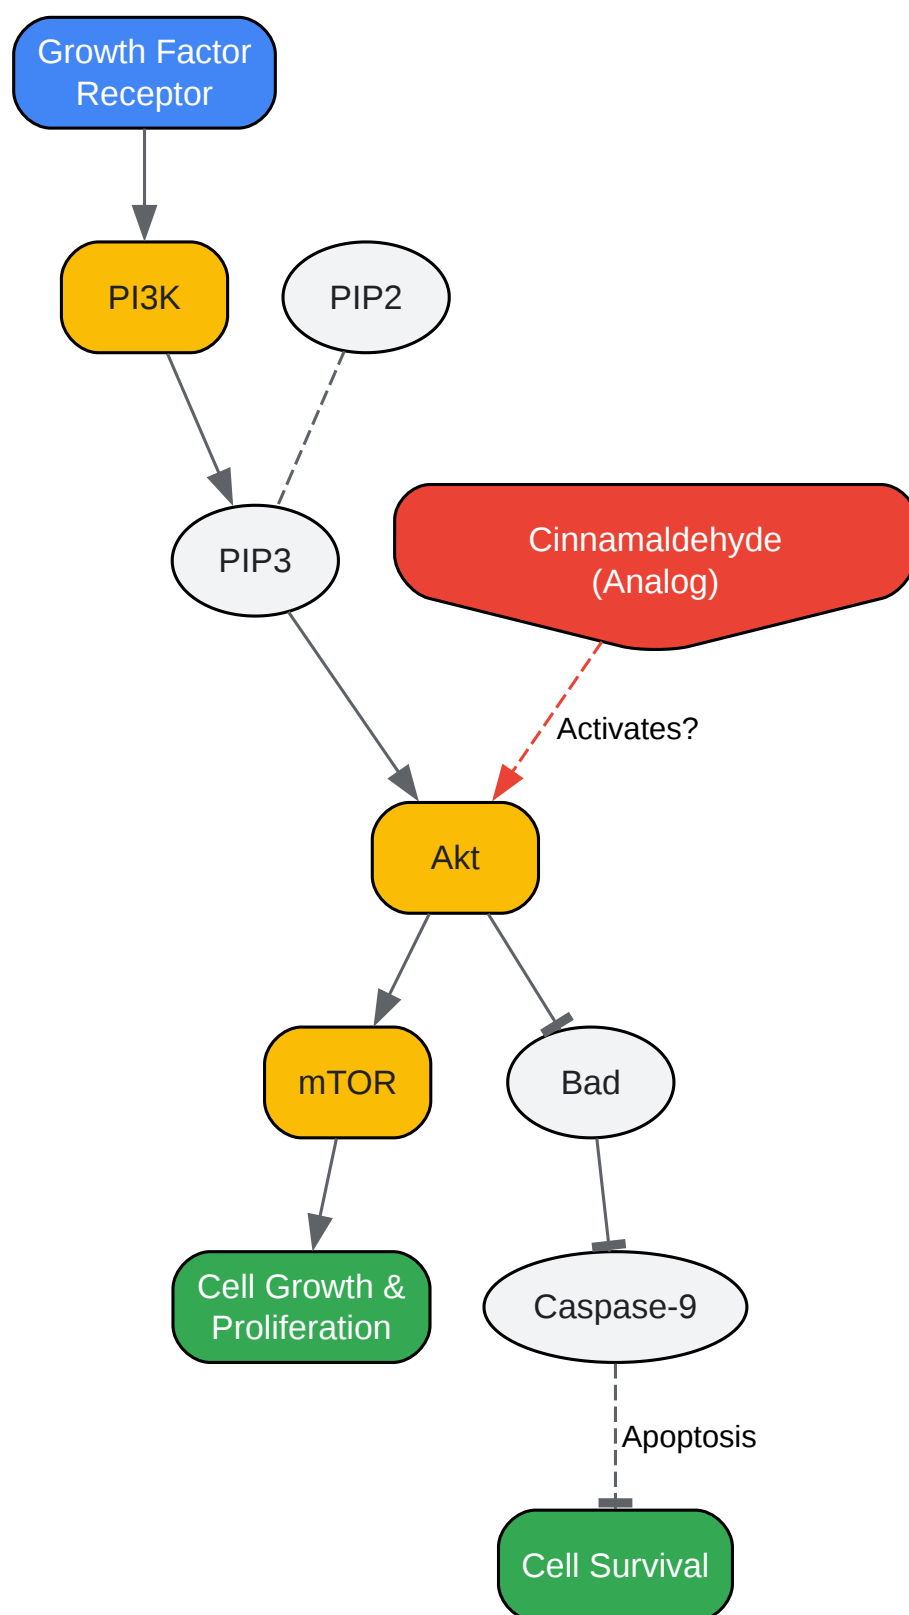 Growth Factor
Receptor
PI3K
PIP2
PIP3
Cinnamaldehyde
(Analog)
Activates?
Akt
mTOR
Bad
Cell Growth &
Proliferation
Caspase-9
Apoptosis
Cell Survival